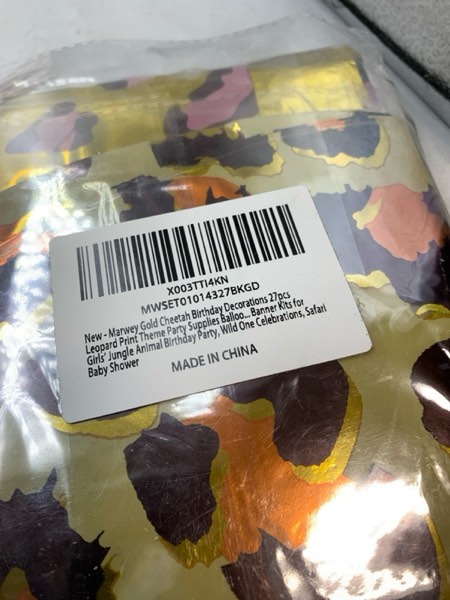 X003TTI4KN
MWSET01014327BKGD
New - Marwey Gold Cheetah Birthday Decorations 27pcs
Leopard Print Theme Party Supplies Balloo... Banner Kits for
Girls' Jungle Animal Birthday Party, Wild One Celebrations, Safari
Baby Shower
MADE IN CHINA